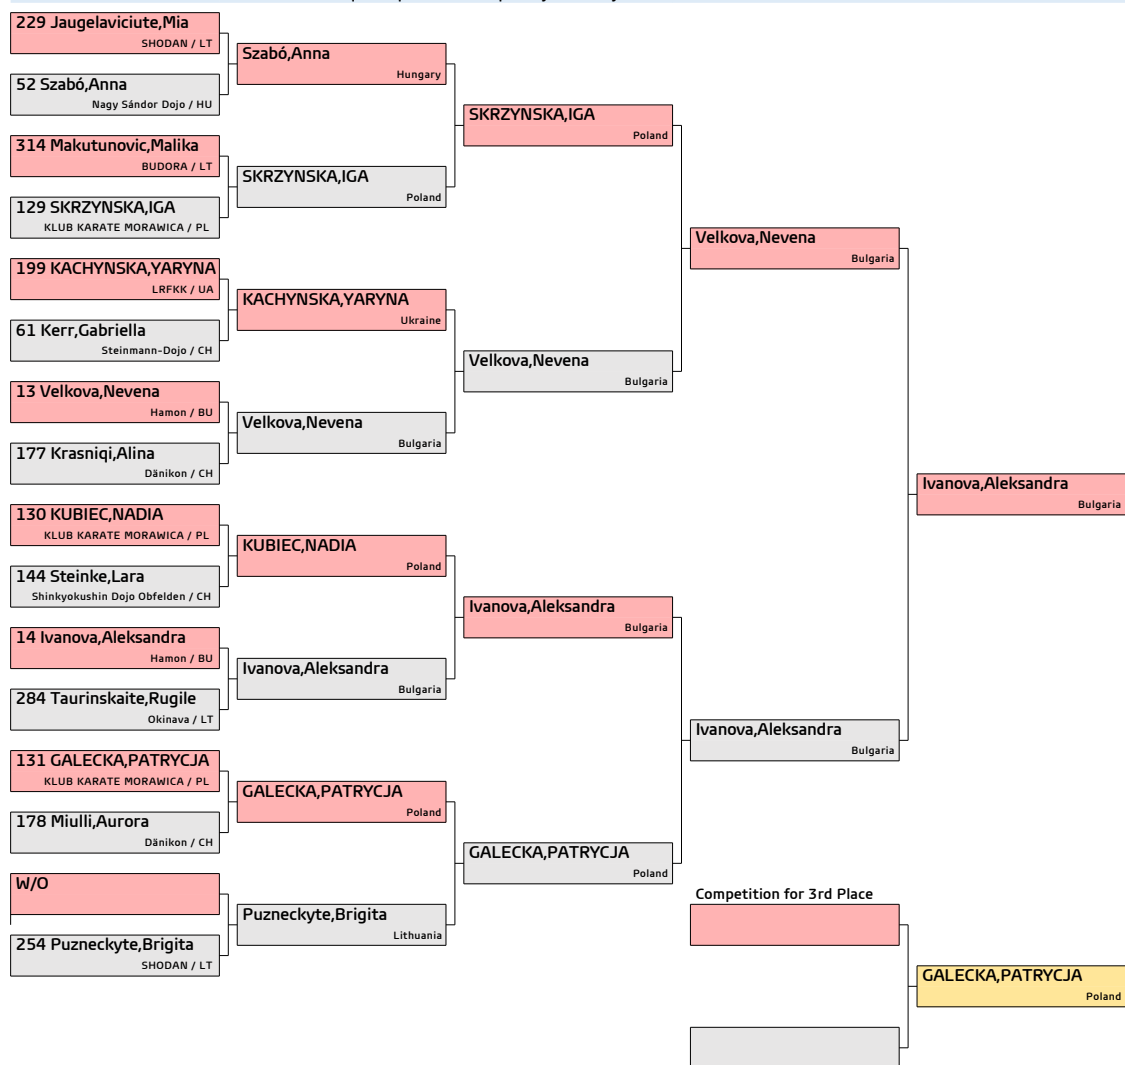 229 Jaugelaviciute,Mia
SHODAN / LT
52 Szabó,Anna
Nagy Sándor Dojo / HU
314 Makutunovic,Malika
BUDORA / LT
129 SKRZYNSKA,IGA
KLUB KARATE MORAWICA / PL
199 KACHYNSKA,YARYNA
LRFKK / UA
61 Kerr,Gabriella
Steinmann-Dojo / CH
13 Velkova,Nevena
Hamon / BU
177 Krasniqi,Alina
Dänikon / CH
130 KUBIEC,NADIA
KLUB KARATE MORAWICA / PL
144 Steinke,Lara
Shinkyokushin Dojo Obfelden / CH
14 Ivanova,Aleksandra
Hamon / BU
284 Taurinskaite,Rugile
Okinava / LT
131 GALECKA,PATRYCJA
KLUB KARATE MORAWICA / PL
178 Miulli,Aurora
Dänikon / CH
W/O
254 Puzneckyte,Brigita
SHODAN / LT
Szabó,Anna
Hungary
SKRZYNSKA,IGA
Poland
KACHYNSKA,YARYNA
Ukraine
Velkova,Nevena
Bulgaria
KUBIEC,NADIA
Poland
Ivanova,Aleksandra
Bulgaria
GALECKA,PATRYCJA
Poland
Puzneckyte,Brigita
Lithuania
SKRZYNSKA,IGA
Poland
Velkova,Nevena
Bulgaria
Ivanova,Aleksandra
Bulgaria
GALECKA,PATRYCJA
Poland
Velkova,Nevena
Bulgaria
Ivanova,Aleksandra
Bulgaria
Competition for 3rd Place
Ivanova,Aleksandra
Bulgaria
GALECKA,PATRYCJA
Poland